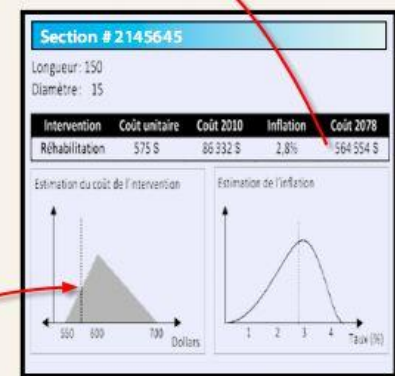 Section #2145645
Longueur: 150
Diamètre: 15
Intervention Coût unitaire Coût 2010 Inflation Coût 2078
Réhabilitation 575 $ 86 332 $ 2,8% 564 554 $
Estimation du coût de l'intervention
550 600 700
Dollars
Estimation de l'inflation
1 2 3 4
Taux (%)